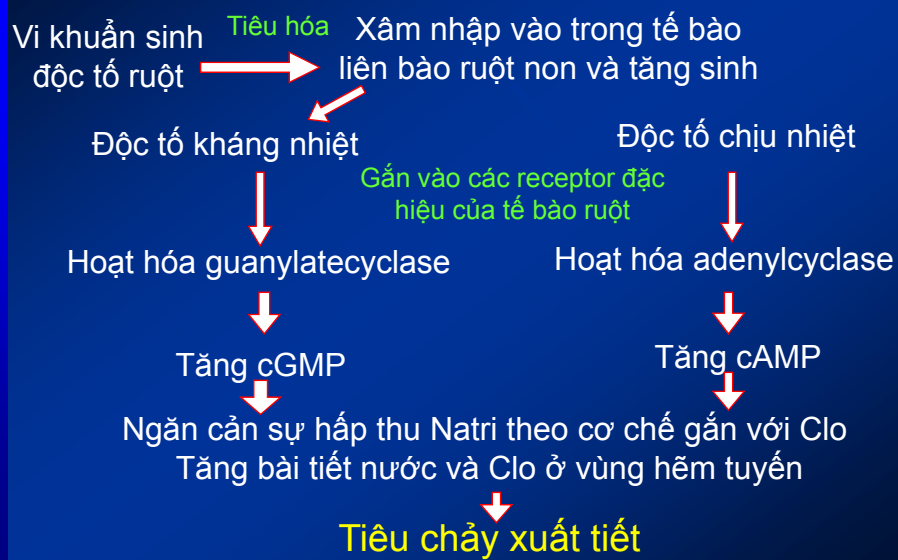 Vi khuẩn sinh
độc tố ruột
Tiêu hóa
Xâm nhập vào trong tế bào
liên bào ruột non và tăng sinh
Độc tố kháng nhiệt
Độc tố chịu nhiệt
Gắn vào các receptor đặc
hiệu của tế bào ruột
Hoạt hóa guanylatecyclase
Hoạt hóa adenylcyclase
Tăng cGMP
Tăng cAMP
Ngăn cản sự hấp thu Natri theo cơ chế gắn với Clo
Tăng bài tiết nước và Clo ở vùng hẽm tuyến
Tiêu chảy xuất tiết